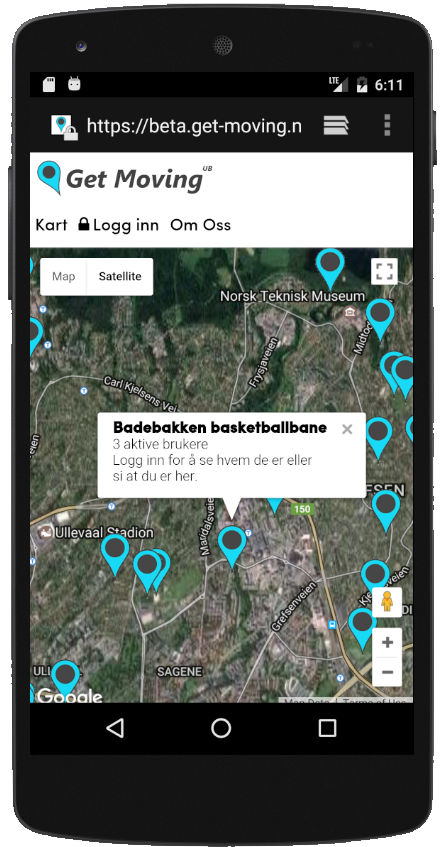 LTE 6:11
https://beta.get-moving.n
Get Moving UB
Kart Logg inn Om Oss
Map Satellite
Norsk Teknisk Museum
Frysjaveien
Carl Kjelsens Vei
Badebakken basketballbane ×
3 aktive brukere
Logg inn for å se hvem de er eller
si at du er her.
150
Ullevaal Stadion
Maridalsveien
Grefsenveien
SAGENE
Google
Map Data Terms of Use